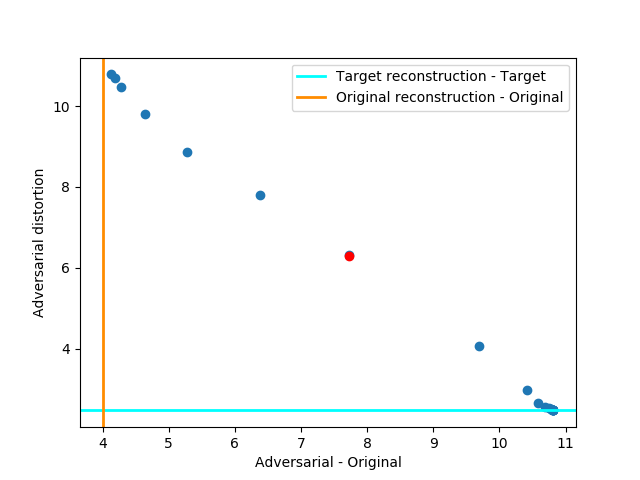 Target reconstruction - Target
Original reconstruction - Original
Adversarial distortion
10
8
6
4
4 5 6 7 8 9 10 11
Adversarial - Original